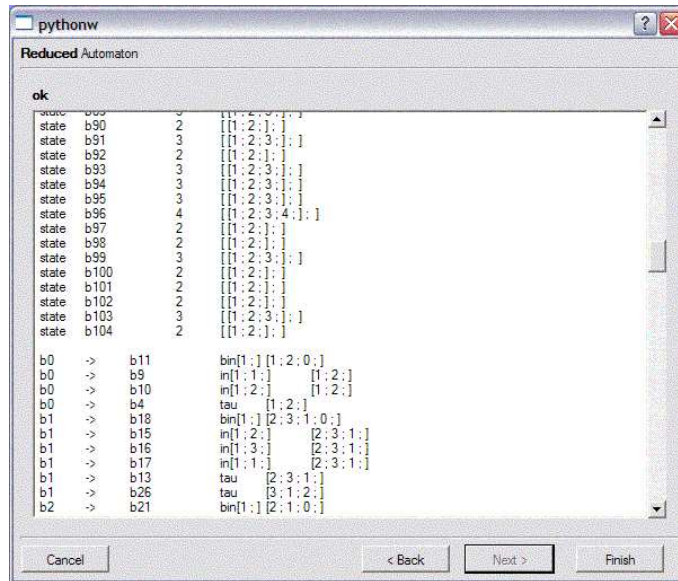 pythonw
Reduced Automaton
ok
state b90 2 [ [1 ; 2 ; ] ; ]
state b91 3 [ [1 ; 2 ; 3 ; ] ; ]
state b92 2 [ [1 ; 2 ; ] ; ]
state b93 3 [ [1 ; 2 ; 3 ; ] ; ]
state b94 3 [ [1 ; 2 ; 3 ; ] ; ]
state b95 3 [ [1 ; 2 ; 3 ; ] ; ]
state b96 4 [ [1 ; 2 ; 3 ; 4 ; ] ; ]
state b97 2 [ [1 ; 2 ; ] ; ]
state b98 2 [ [1 ; 2 ; ] ; ]
state b99 3 [ [1 ; 2 ; 3 ; ] ; ]
state b100 2 [ [1 ; 2 ; ] ; ]
state b101 2 [ [1 ; 2 ; ] ; ]
state b102 2 [ [1 ; 2 ; ] ; ]
state b103 3 [ [1 ; 2 ; 3 ; ] ; ]
state b104 2 [ [1 ; 2 ; ] ; ]
b0 -> b11 bin[1 ; ] [1 ; 2 ; 0 ; ]
b0 -> b9 in[1 ; 1 ; ] [1 ; 2 ; ]
b0 -> b10 in[1 ; 2 ; ] [1 ; 2 ; ]
b0 -> b4 tau [1 ; 2 ; ]
b1 -> b18 bin[1 ; ] [2 ; 3 ; 1 ; 0 ; ]
b1 -> b15 in[1 ; 2 ; ] [2 ; 3 ; 1 ; ]
b1 -> b16 in[1 ; 3 ; ] [2 ; 3 ; 1 ; ]
b1 -> b17 in[1 ; 1 ; ] [2 ; 3 ; 1 ; ]
b1 -> b13 tau [2 ; 3 ; 1 ; ]
b1 -> b26 tau [3 ; 1 ; 2 ; ]
b2 -> b21 bin[1 ; ] [2 ; 1 ; 0 ; ]
Cancel < Back Next > Finish